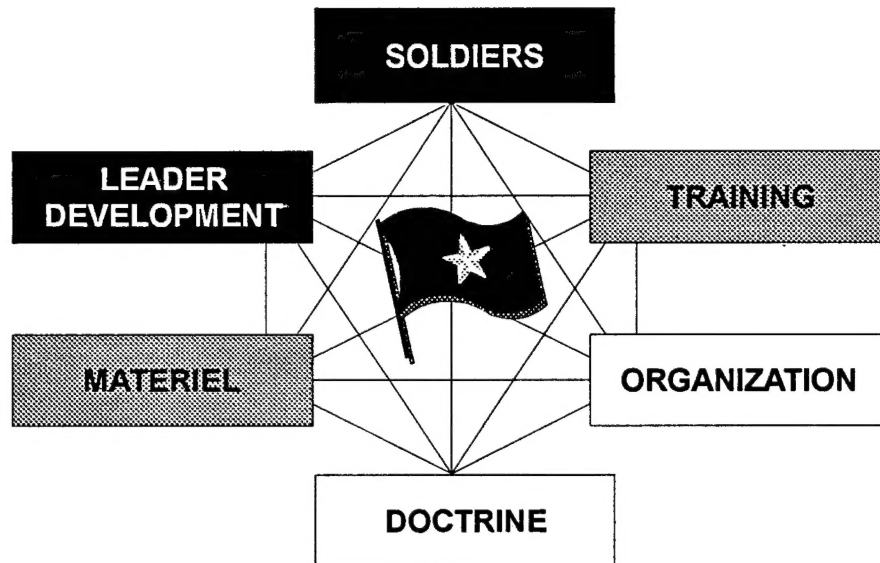 SOLDIERS
LEADER
DEVELOPMENT
TRAINING
MATERIEL
ORGANIZATION
DOCTRINE